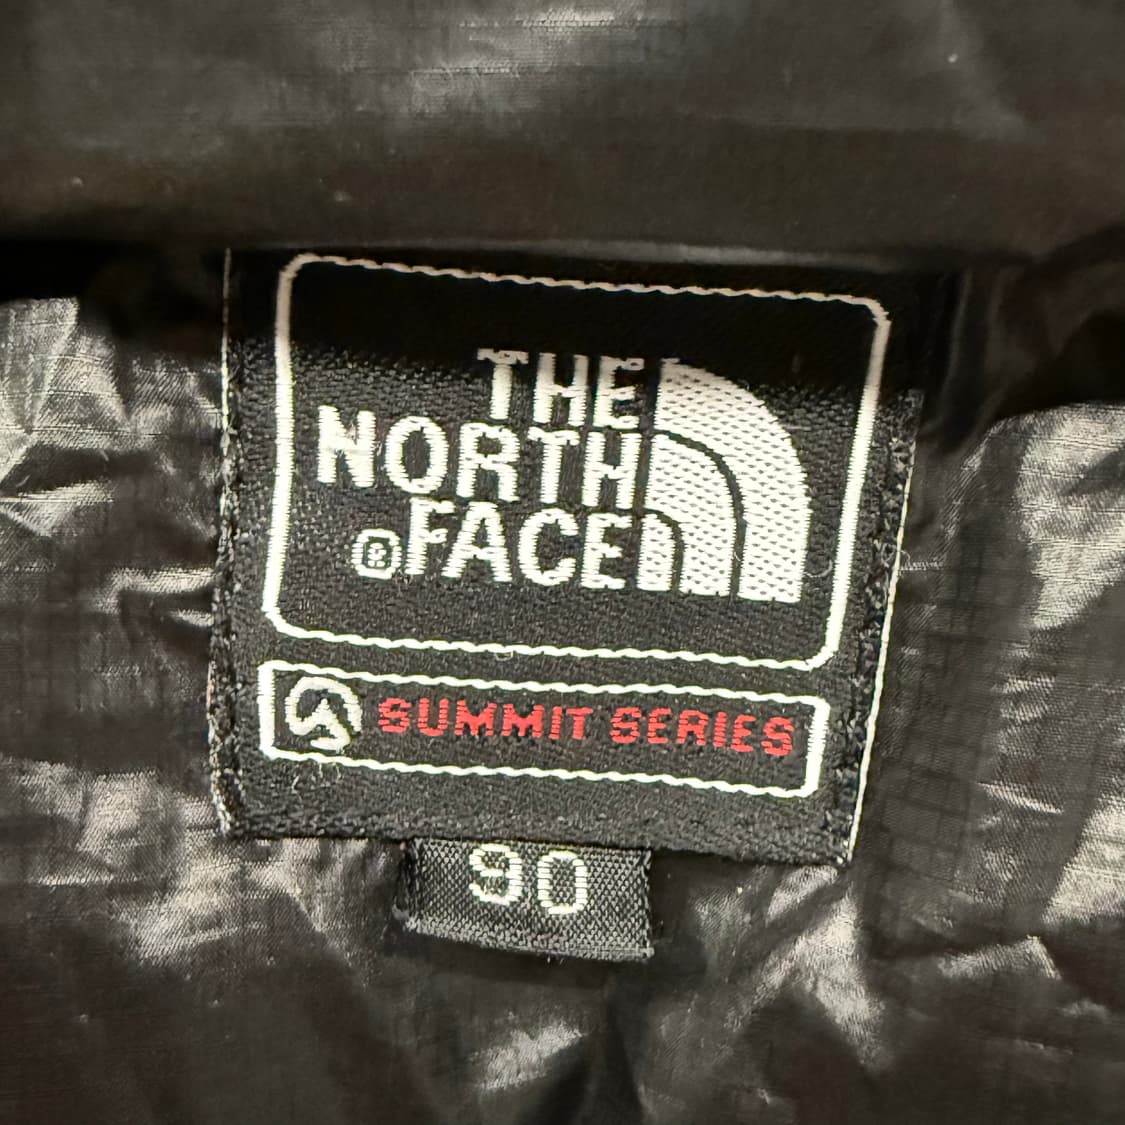 THE
NORTH
®FACE
SUMMIT SERIES
90